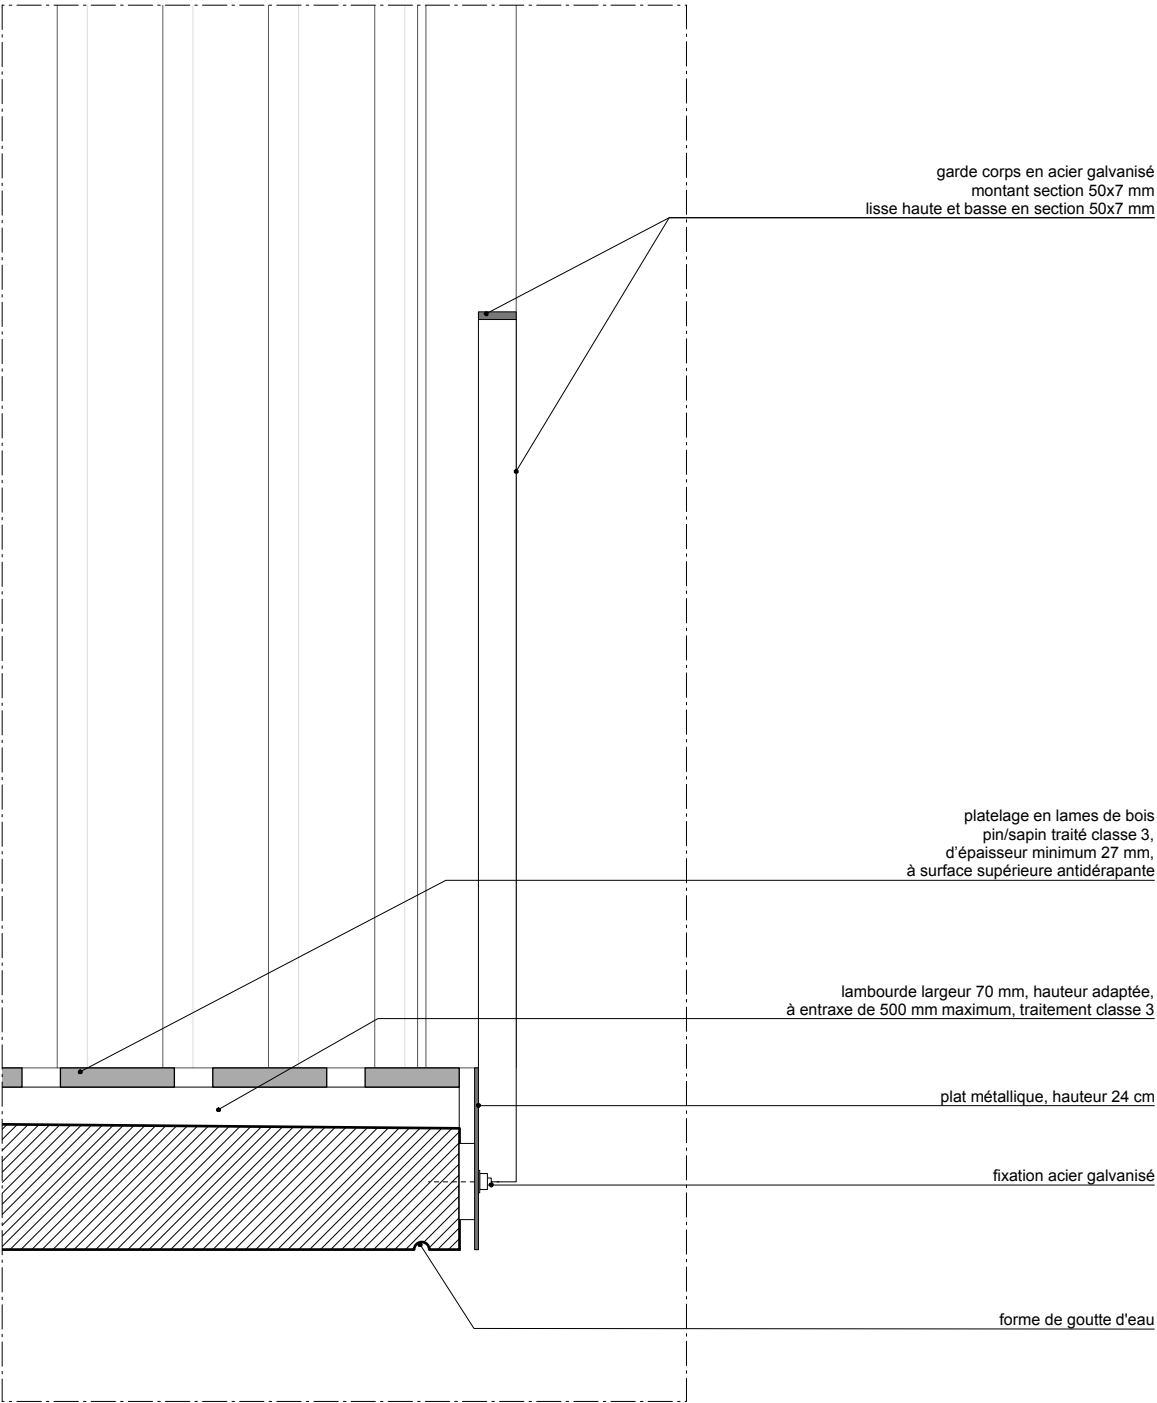 garde corps en acier galvanisé
montant section 50x7 mm
lisse haute et basse en section 50x7 mm
platelage en lames de bois
pin/sapin traité classe 3,
d'épaisseur minimum 27 mm,
à surface supérieure antidérapante
lambourde largeur 70 mm, hauteur adaptée,
à entraxe de 500 mm maximum, traitement classe 3
plat métallique, hauteur 24 cm
fixation acier galvanisé
forme de goutte d'eau